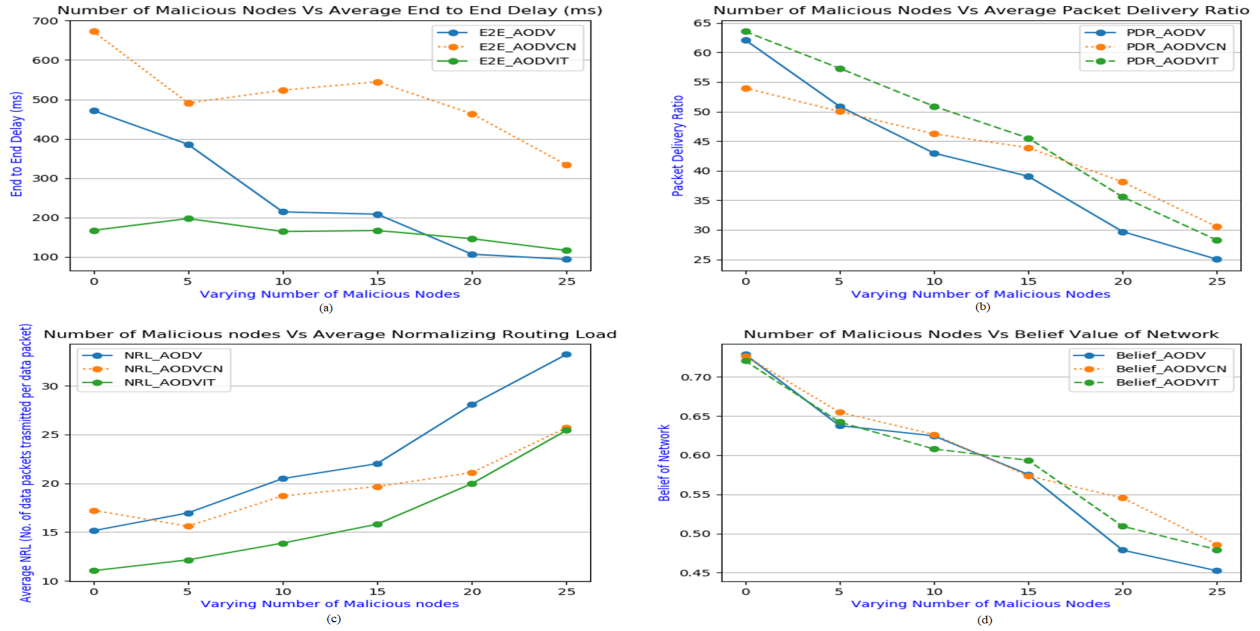 Number of Malicious Nodes Vs Average End to End Delay (ms)
700
600
500
400
300
200
100
End to End Delay (ms)
E2E_AODV
E2E_AODVCN
E2E_AODVIT
0 5 10 15 20 25
Varying Number of Malicious Nodes
(a)
Number of Malicious Nodes Vs Average Packet Delivery Ratio
65
60
55
50
45
40
35
30
25
Packet Delivery Ratio
PDR_AODV
PDR_AODVCN
PDR_AODVIT
0 5 10 15 20 25
Varying Number of Malicious Nodes
(b)
Number of Malicious nodes Vs Average Normalizing Routing Load
30
25
20
15
10
Average NRL (No. of data packets trasmitted per data packet)
NRL_AODV
NRL_AODVCN
NRL_AODVIT
0 5 10 15 20 25
Varying Number of Malicious nodes
(c)
Number of Malicious Nodes Vs Belief Value of Network
0.70
0.65
0.60
0.55
0.50
0.45
Belief of Network
Belief_AODV
Belief_AODVCN
Belief_AODVIT
0 5 10 15 20 25
Varying Number of Malicious Nodes
(d)